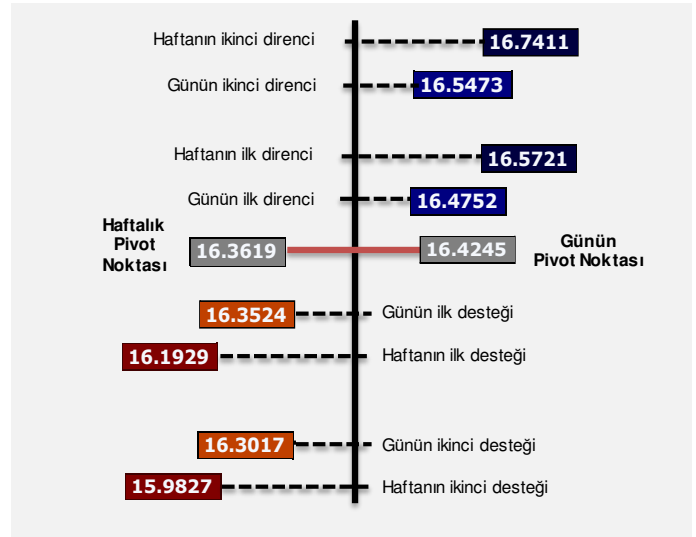 Haftanın ikinci direnci
16.7411
Günün ikinci direnci
16.5473
Haftanın ilk direnci
16.5721
Günün ilk direnci
16.4752
Haftalık
Pivot
Noktası
16.3619
16.4245
Günün
Pivot Noktası
16.3524
Günün ilk desteği
16.1929
Haftanın ilk desteği
16.3017
Günün ikinci desteği
15.9827
Haftanın ikinci desteği